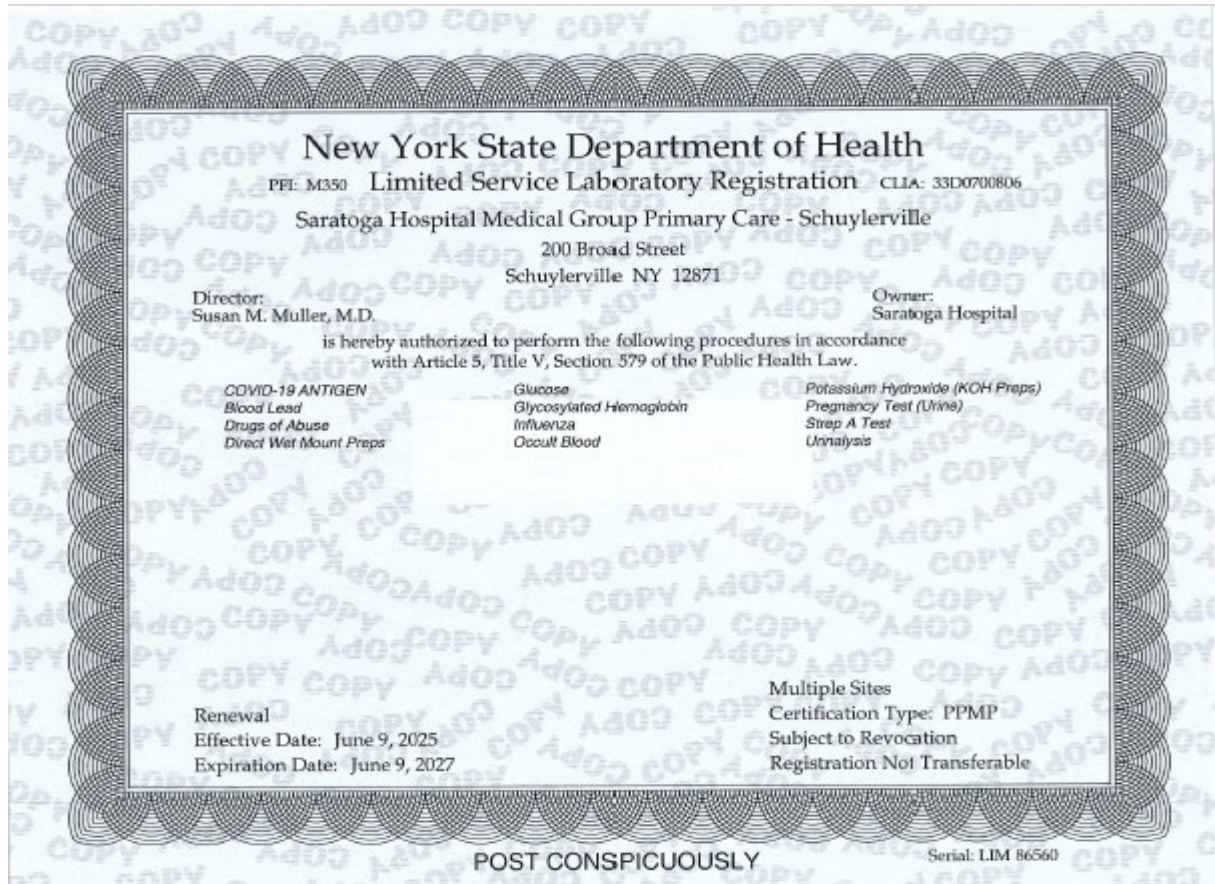 New York State Department of Health
PFI: M350 Limited Service Laboratory Registration CLIA: 33D0700806
Saratoga Hospital Medical Group Primary Care - Schuylerville
200 Broad Street
Schuylerville NY 12871
Director:
Susan M. Muller, M.D.
Owner:
Saratoga Hospital
is hereby authorized to perform the following procedures in accordance
with Article 5, Title V, Section 579 of the Public Health Law.
COVID-19 ANTIGEN
Blood Lead
Drugs of Abuse
Direct Wet Mount Preps
Glucose
Glycosylated Hemoglobin
Influenza
Occult Blood
Potassium Hydroxide (KOH Preps)
Pregnancy Test (Urine)
Strep A Test
Urinalysis
Renewal
Effective Date: June 9, 2025
Expiration Date: June 9, 2027
Multiple Sites
Certification Type: PPMP
Subject to Revocation
Registration Not Transferable
POST CONSPICUOUSLY
Serial: LIM 86560
COPY